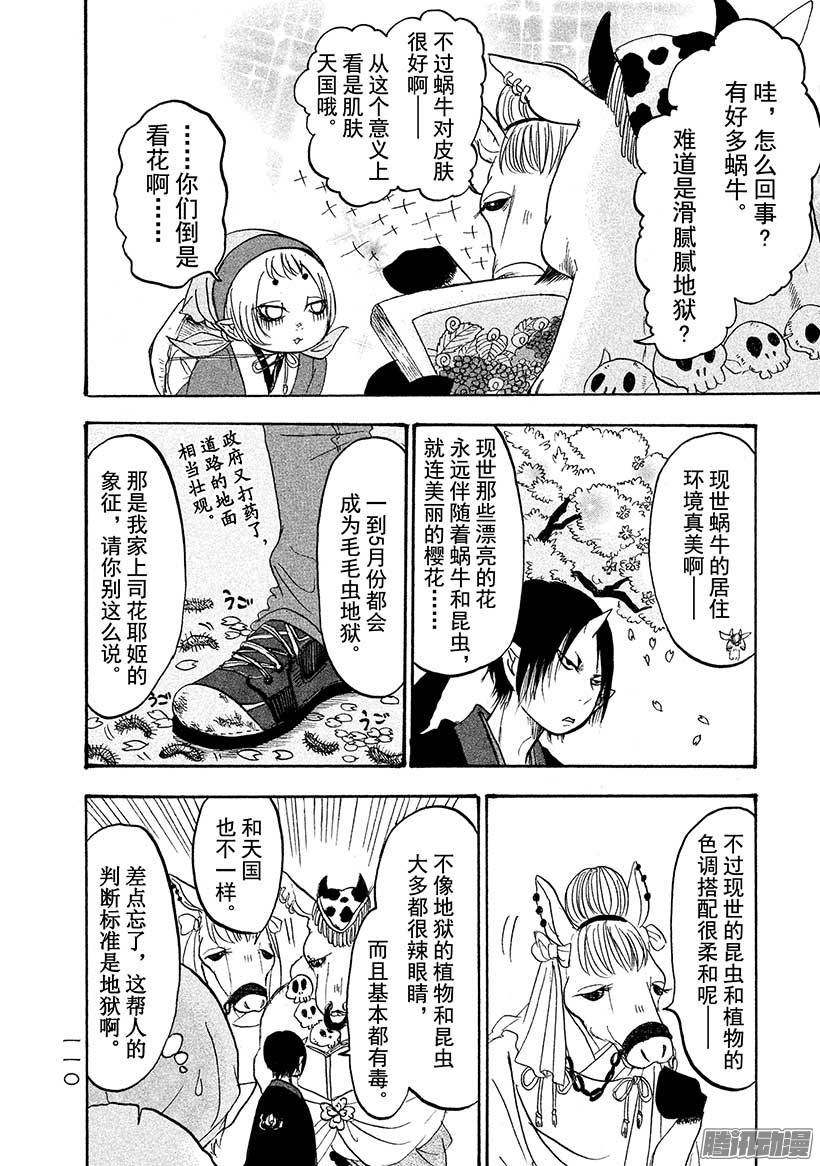 哇，怎么回事？
有好多蜗牛。
难道是滑腻腻地狱？
不过蜗牛对皮肤
很好啊——
从这个意义上
看是肌肤
天国哦。
……你们倒是
看花啊……
现世蜗牛的居住
环境真美啊——
现世那些漂亮的花
永远伴随着蜗牛和昆虫，
就连美丽的樱花……
一到5月份都会
成为毛毛虫地狱。
政府又打药了，
道路的地面
相当壮观。
那是我家上司花耶姬的
象征，请你别这么说。
うご
うご
うご
不过现世的昆虫和植物的
色调搭配很柔和呢——
不像地狱的植物和昆虫
大多都很辣眼睛，
而且基本都有毒。
和天国
也不一样。
差点忘了，这帮人的
判断标准是地狱啊。
一一〇
腾讯动漫